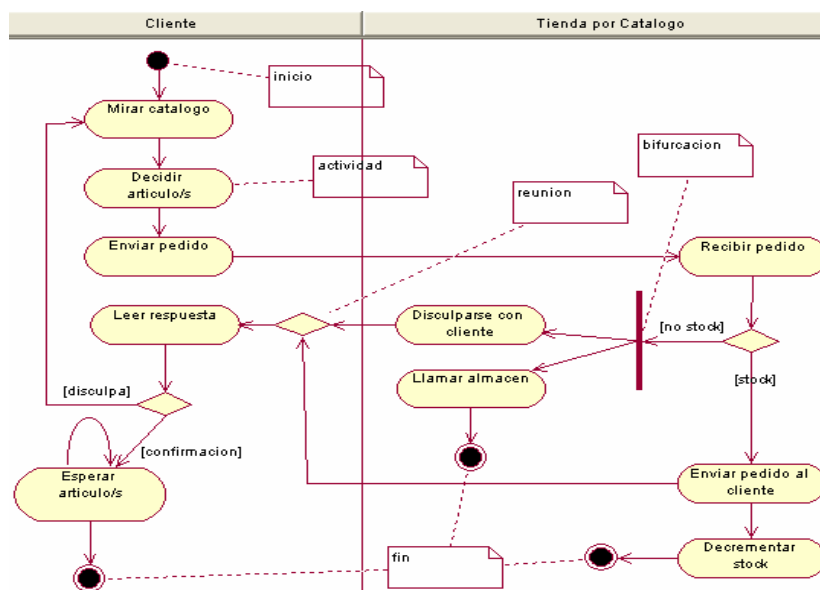 Cliente
Tienda por Catalogo
inicio
Mirar catalogo
bifurcacion
actividad
Decidir
articulo/s
reunion
Enviar pedido
Recibir pedido
Leer respuesta
Disculparse con
cliente
[no stock]
Llamar almacen
[stock]
[disculpa]
[confirmacion]
Esperar
articulo/s
Enviar pedido al
cliente
fin
Decrementar
stock